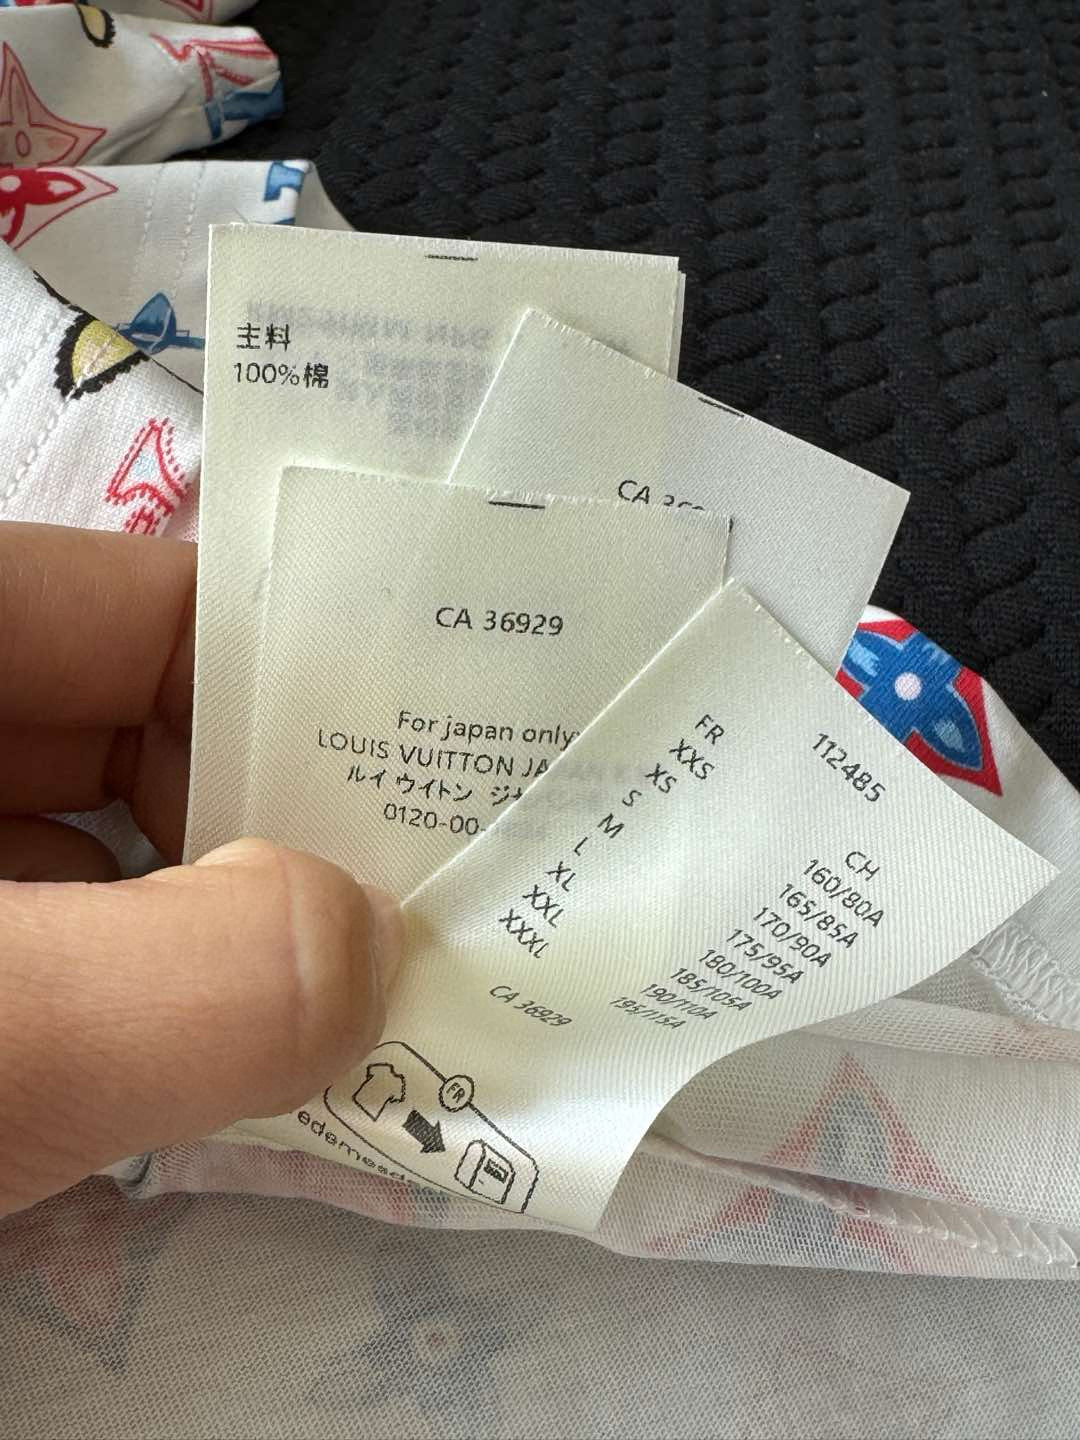 主料
100%棉
CA
CA 36929
For japan only
LOUIS VUITTON
ルイ ウイトン
0120-00-
112485
FR
XXS
XS
S
M
L
XL
XXL
XXXL
CH
160/80A
165/85A
170/90A
175/95A
180/100A
185/105A
190/110A
195/115A
CA 36929
FR